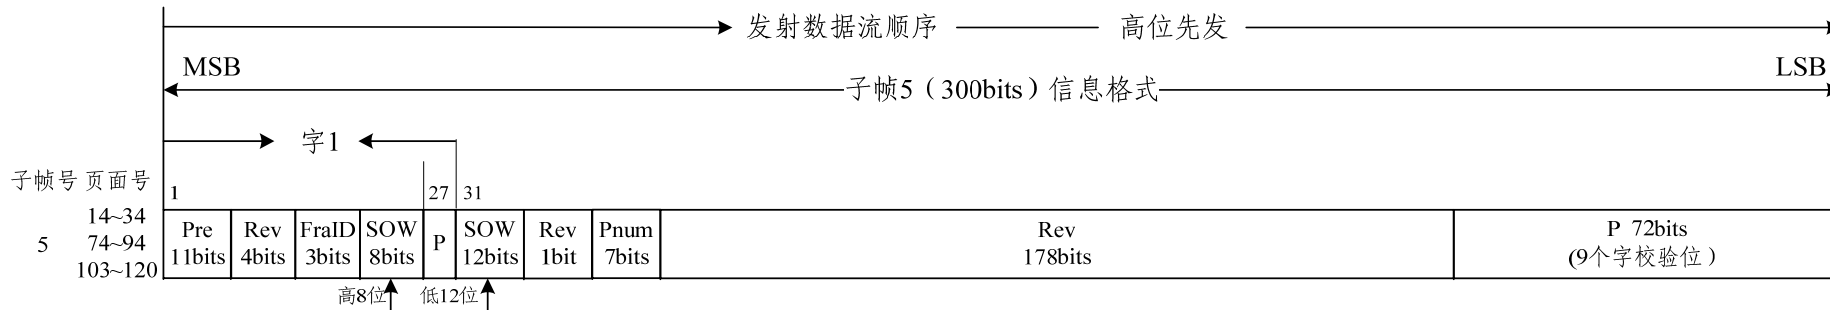 发射数据流顺序 高位先发
MSB LSB
子帧5（300bits）信息格式
字1
子帧号 页面号 1 27 31
5
14~34
74~94
103~120
Pre
11bits
Rev
4bits
FraID
3bits
SOW
8bits
P
SOW
12bits
Rev
1bit
Pnum
7bits
Rev
178bits
P 72bits
(9个字校验位）
高8位 低12位